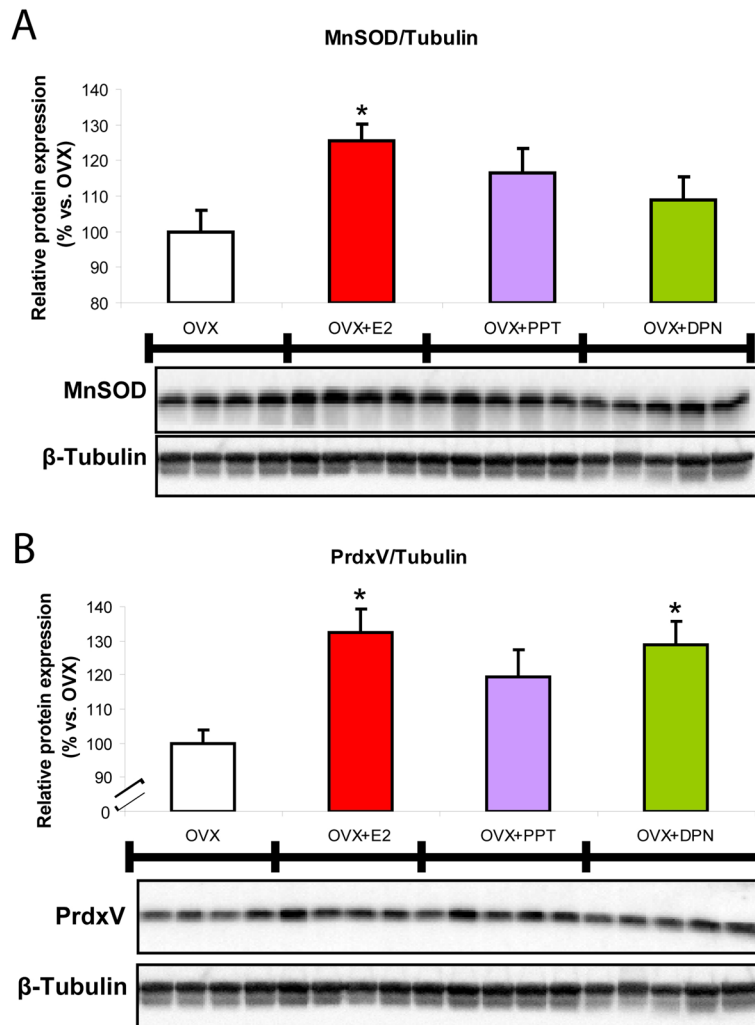 A
MnSOD/Tubulin
Relative protein expression
(% vs. OVX)
140
130
120
110
100
90
80
*
OVX OVX+E2 OVX+PPT OVX+DPN
MnSOD
β-Tubulin
B
PrdxV/Tubulin
Relative protein expression
(% vs. OVX)
140
130
120
110
100
90
0
* *
OVX OVX+E2 OVX+PPT OVX+DPN
PrdxV
β-Tubulin